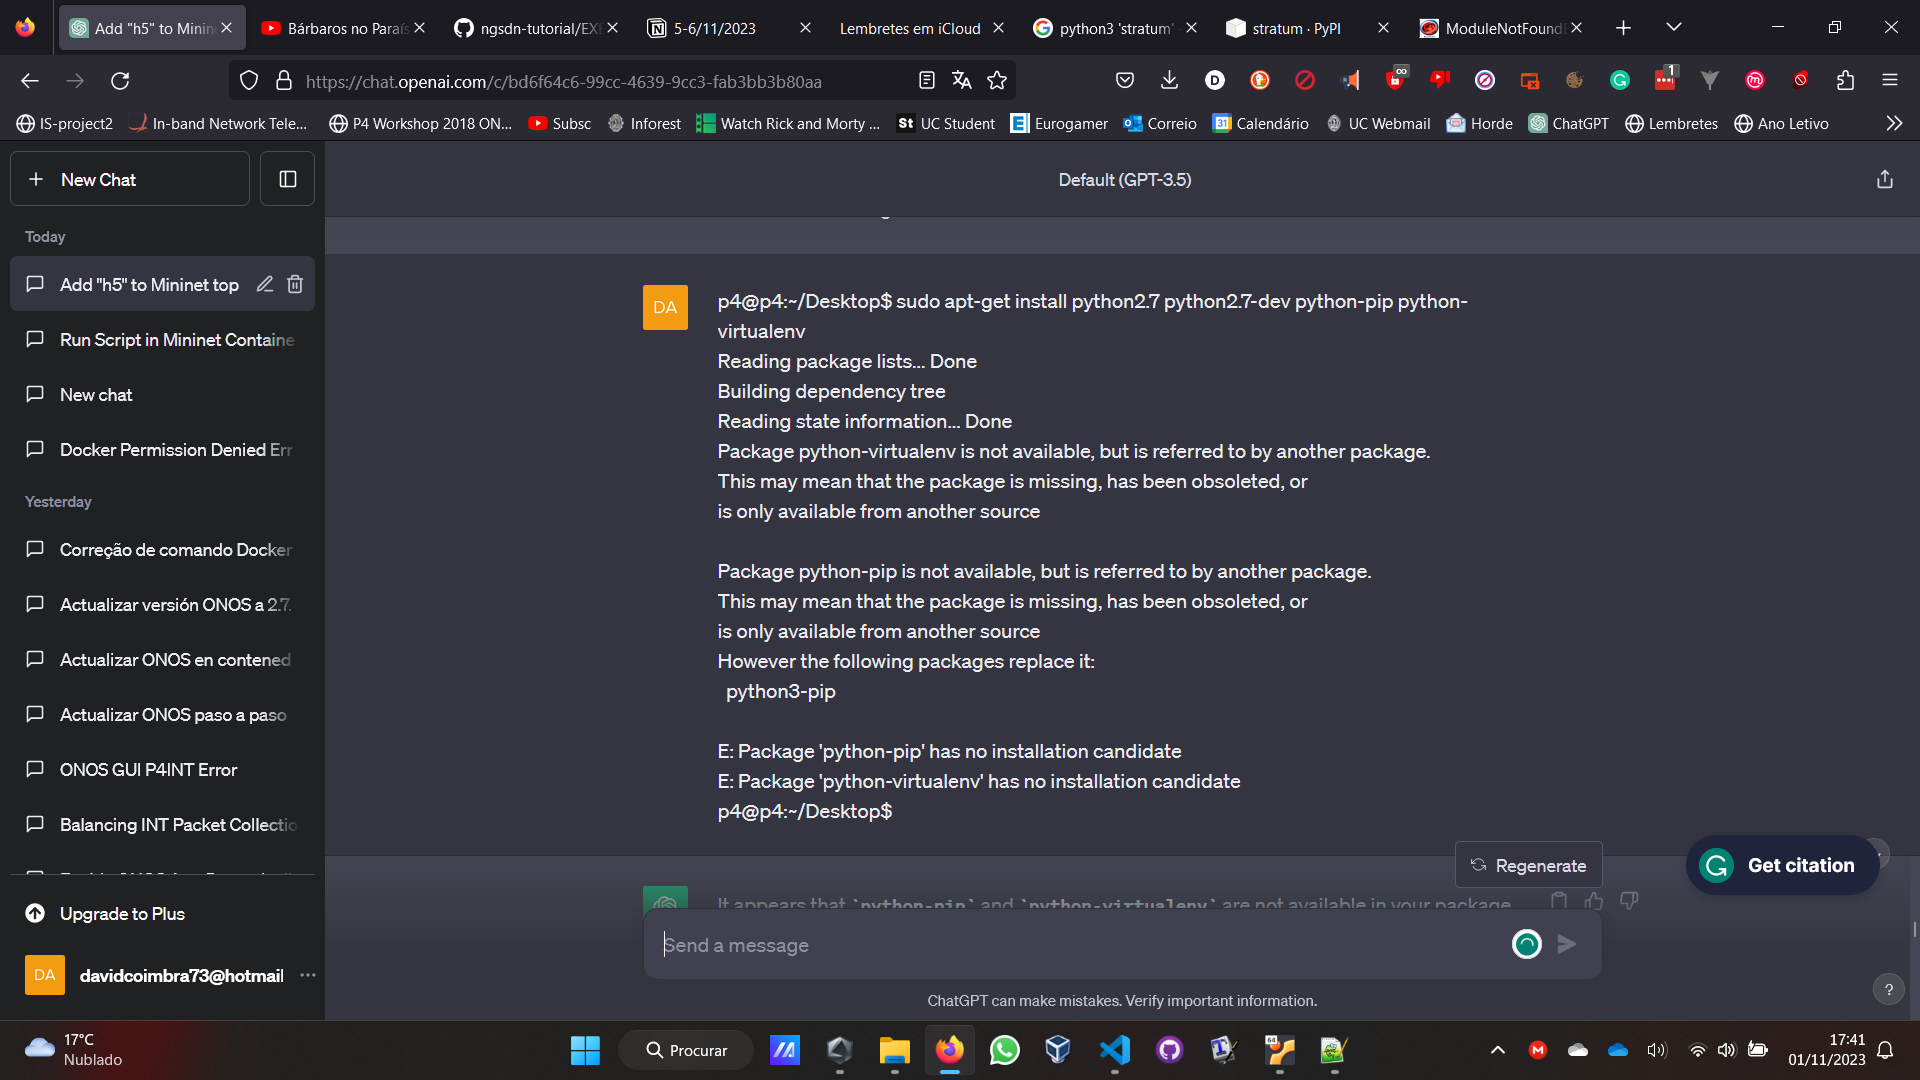 Add "h5" to Minin
Bárbaros no Paraís
ngsdn-tutorial/EXE
5-6/11/2023
Lembretes em iCloud
python3 'stratum'
stratum · PyPI
ModuleNotFound
https://chat.openai.com/c/bd6f64c6-99cc-4639-9cc3-fab3bb3b80aa
∞
1
IS-project2
In-band Network Tele...
P4 Workshop 2018 ON...
Subsc
Inforest
Watch Rick and Morty ...
UC Student
Eurogamer
Correio
Calendário
UC Webmail
Horde
ChatGPT
Lembretes
Ano Letivo
New Chat
Default (GPT-3.5)
Today
Add "h5" to Mininet top
Run Script in Mininet Containe
New chat
Docker Permission Denied Err
Yesterday
Correção de comando Docker
Actualizar versión ONOS a 2.7.
Actualizar ONOS en contened
Actualizar ONOS paso a paso
ONOS GUI P4INT Error
Balancing INT Packet Collectio
Upgrade to Plus
DA
davidcoimbra73@hotmail
DA
p4@p4:~/Desktop$ sudo apt-get install python2.7 python2.7-dev python-pip python-
virtualenv
Reading package lists... Done
Building dependency tree
Reading state information... Done
Package python-virtualenv is not available, but is referred to by another package.
This may mean that the package is missing, has been obsoleted, or
is only available from another source
Package python-pip is not available, but is referred to by another package.
This may mean that the package is missing, has been obsoleted, or
is only available from another source
However the following packages replace it:
python3-pip
E: Package 'python-pip' has no installation candidate
E: Package 'python-virtualenv' has no installation candidate
p4@p4:~/Desktop$
Regenerate
Get citation
It appears that `python-pip` and `python-virtualenv` are not available in your package
Send a message
ChatGPT can make mistakes. Verify important information.
?
17°C
Nublado
Procurar
17:41
01/11/2023